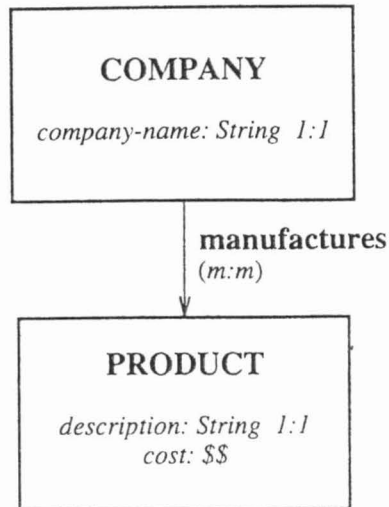 COMPANY
company-name: String 1:1
manufactures
(m:m)
PRODUCT
description: String 1:1
cost: $$